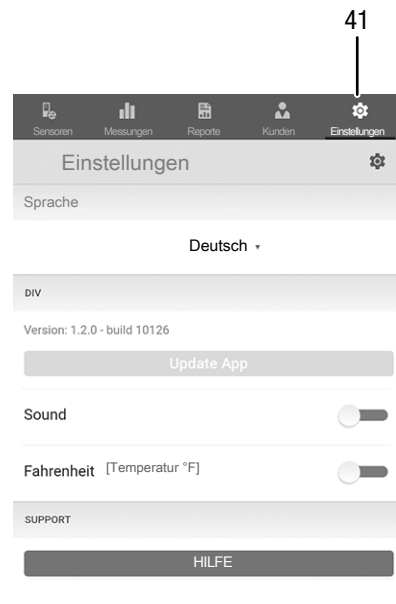 41
Sensoren Messungen Reporte Kunden Einstellungen
Einstellungen
Sprache
Deutsch
DIV
Version: 1.2.0 - build 10126
Update App
Sound
Fahrenheit [Temperatur °F]
SUPPORT
HILFE